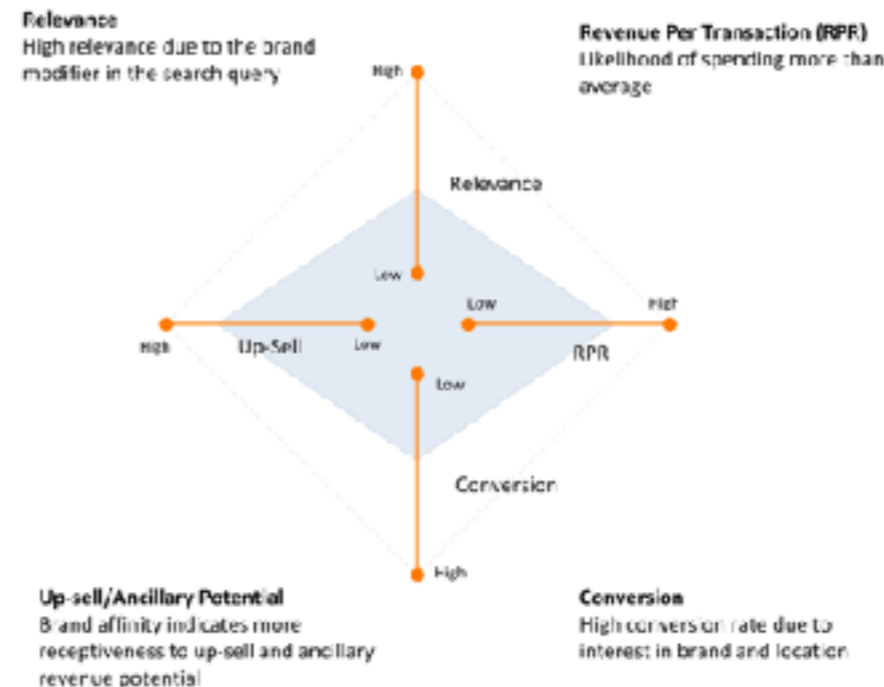 Relevance
High relevance due to the brand
modifier in the search query
Revenue Per Transaction (RPR)
Likelihood of spending more than
average
High
Relevance
Low
Low
High
High
Up-Sell
Low
RPR
Low
Conversion
High
Up-sell/Ancillary Potential
Brand affinity indicates more
receptiveness to up-sell and ancillary
revenue potential
Conversion
High conversion rate due to
interest in brand and location